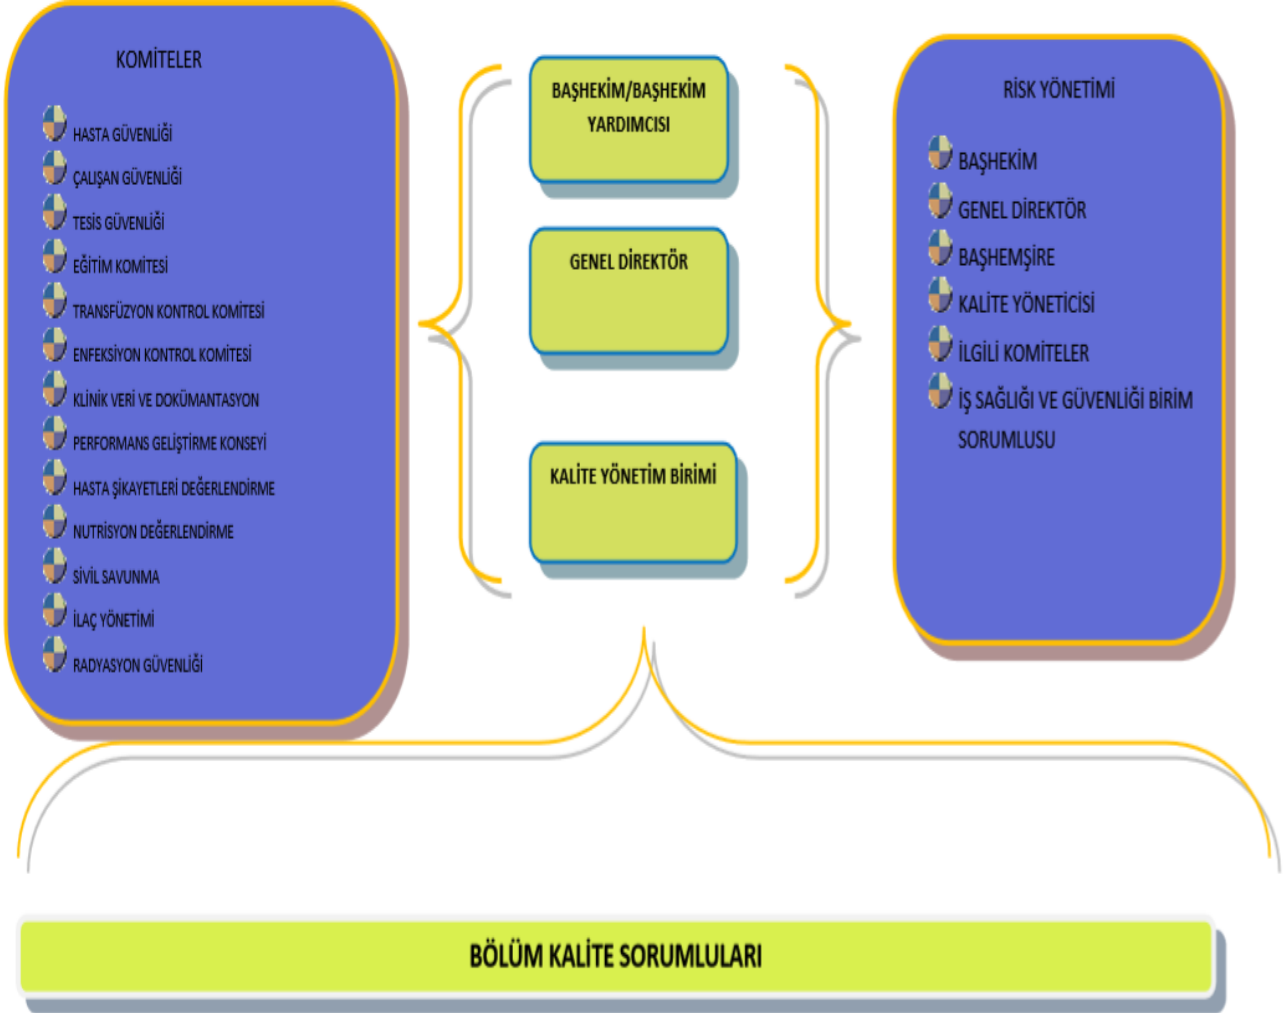 KOMİTELER
HASTA GÜVENLİĞİ
ÇALIŞAN GÜVENLİĞİ
TESİS GÜVENLİĞİ
EĞİTİM KOMİTESİ
TRANSFÜZYON KONTROL KOMİTESİ
ENFEKSİYON KONTROL KOMİTESİ
KLİNİK VERİ VE DOKÜMANTASYON
PERFORMANS GELİŞTİRME KONSEYİ
HASTA ŞİKAYETLERİ DEĞERLENDİRME
NUTRİSYON DEĞERLENDİRME
SİVİL SAVUNMA
İLAÇ YÖNETİMİ
RADYASYON GÜVENLİĞİ
BAŞHEKİM/BAŞHEKİM
YARDIMCISI
GENEL DİREKTÖR
KALİTE YÖNETİM BİRİMİ
RİSK YÖNETİMİ
BAŞHEKİM
GENEL DİREKTÖR
BAŞHEMŞİRE
KALİTE YÖNETİCİSİ
İLGİLİ KOMİTELER
İŞ SAĞLIĞI VE GÜVENLİĞİ BİRİM
SORUMLUSU
BÖLÜM KALİTE SORUMLULARI